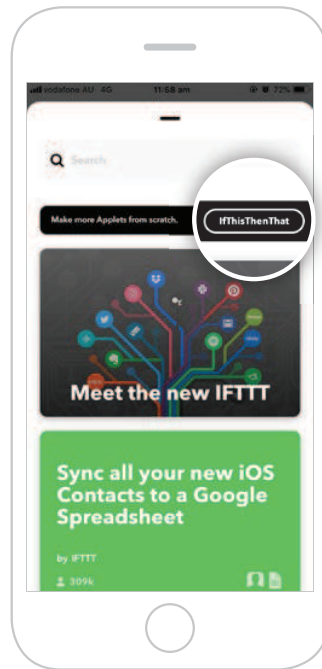 vodafone AU 4G 11:58 am 72%
Search
Make more Applets from scratch. IfThisThenThat
Meet the new IFTTT
Sync all your new iOS
Contacts to a Google
Spreadsheet
by IFTTT
309k